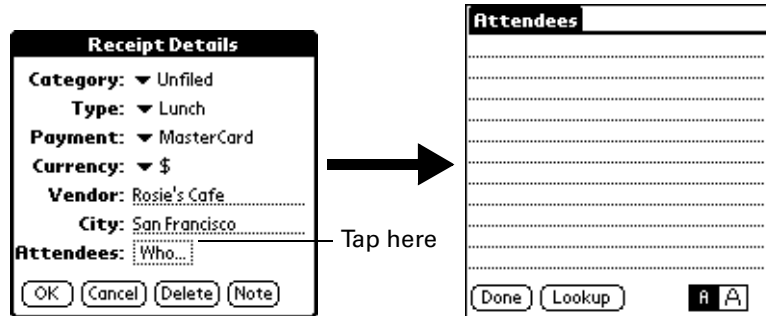 Receipt Details
Category: Unfiled
Type: Lunch
Payment: MasterCard
Currency: $
Vendor: Rosie's Cafe
City: San Francisco
Attendees: Who...
OK Cancel Delete Note
Tap here
Attendees
Done Lookup A A